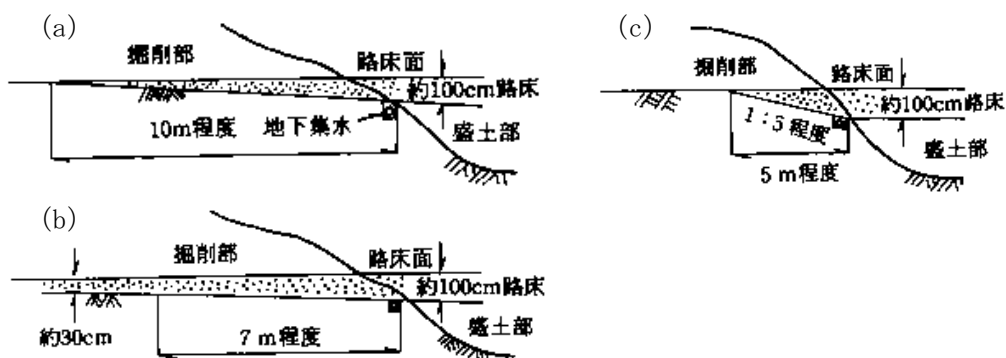 (a)
掘削部
路床面
約100cm路床
10m程度
地下集水
盛土部
(c)
掘削部
路床面
約100cm路床
1:5程度
盛土部
5m程度
(b)
掘削部
路床面
約100cm路床
盛土部
約30cm
7m程度